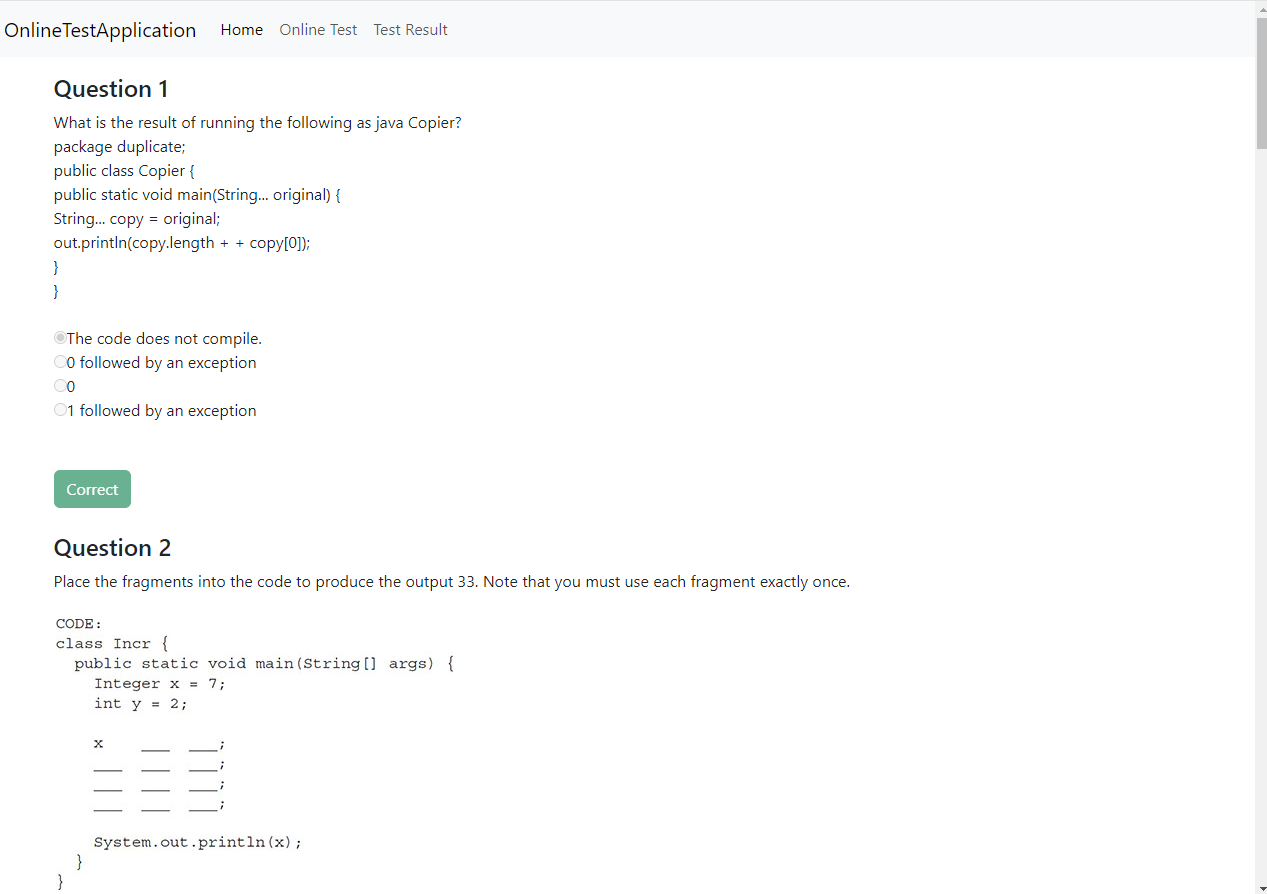 OnlineTestApplication Home Online Test Test Result
Question 1
What is the result of running the following as java Copier?
package duplicate;
public class Copier {
public static void main(String... original) {
String... copy = original;
out.println(copy.length + + copy[0]);
}
}
The code does not compile.
0 followed by an exception
0
1 followed by an exception
Correct
Question 2
Place the fragments into the code to produce the output 33. Note that you must use each fragment exactly once.
CODE:
class Incr {
public static void main(String[] args) {
Integer x = 7;
int y = 2;
x ___ ___;
___ ___ ___;
___ ___ ___;
___ ___ ___;
System.out.println(x);
}
}